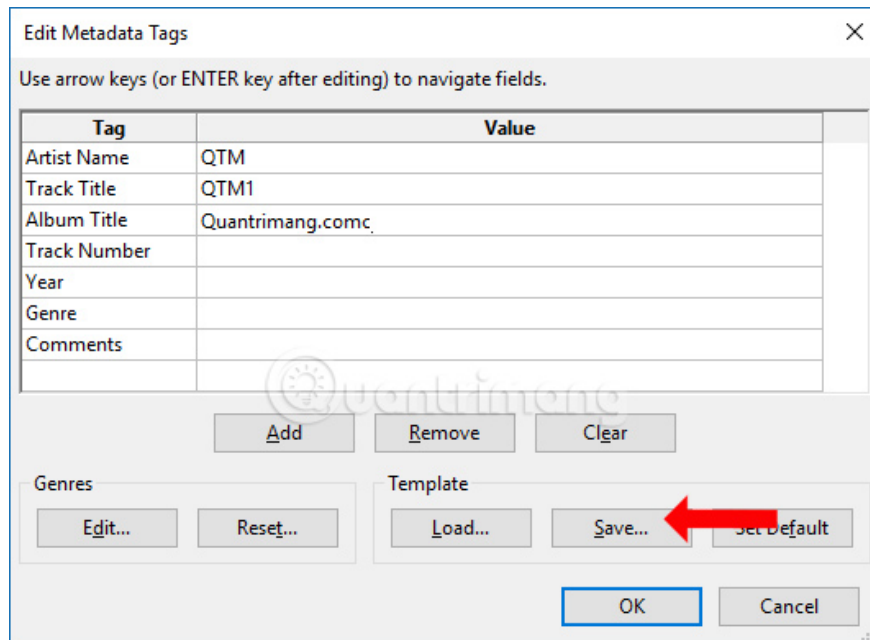 Edit Metadata Tags
Use arrow keys (or ENTER key after editing) to navigate fields.
Tag Value
Artist Name QTM
Track Title QTM1
Album Title Quantrimang.comc
Track Number
Year
Genre
Comments
Quantrimang
Add Remove Clear
Genres Template
Edit... Reset... Load... Save... Set Default
OK Cancel